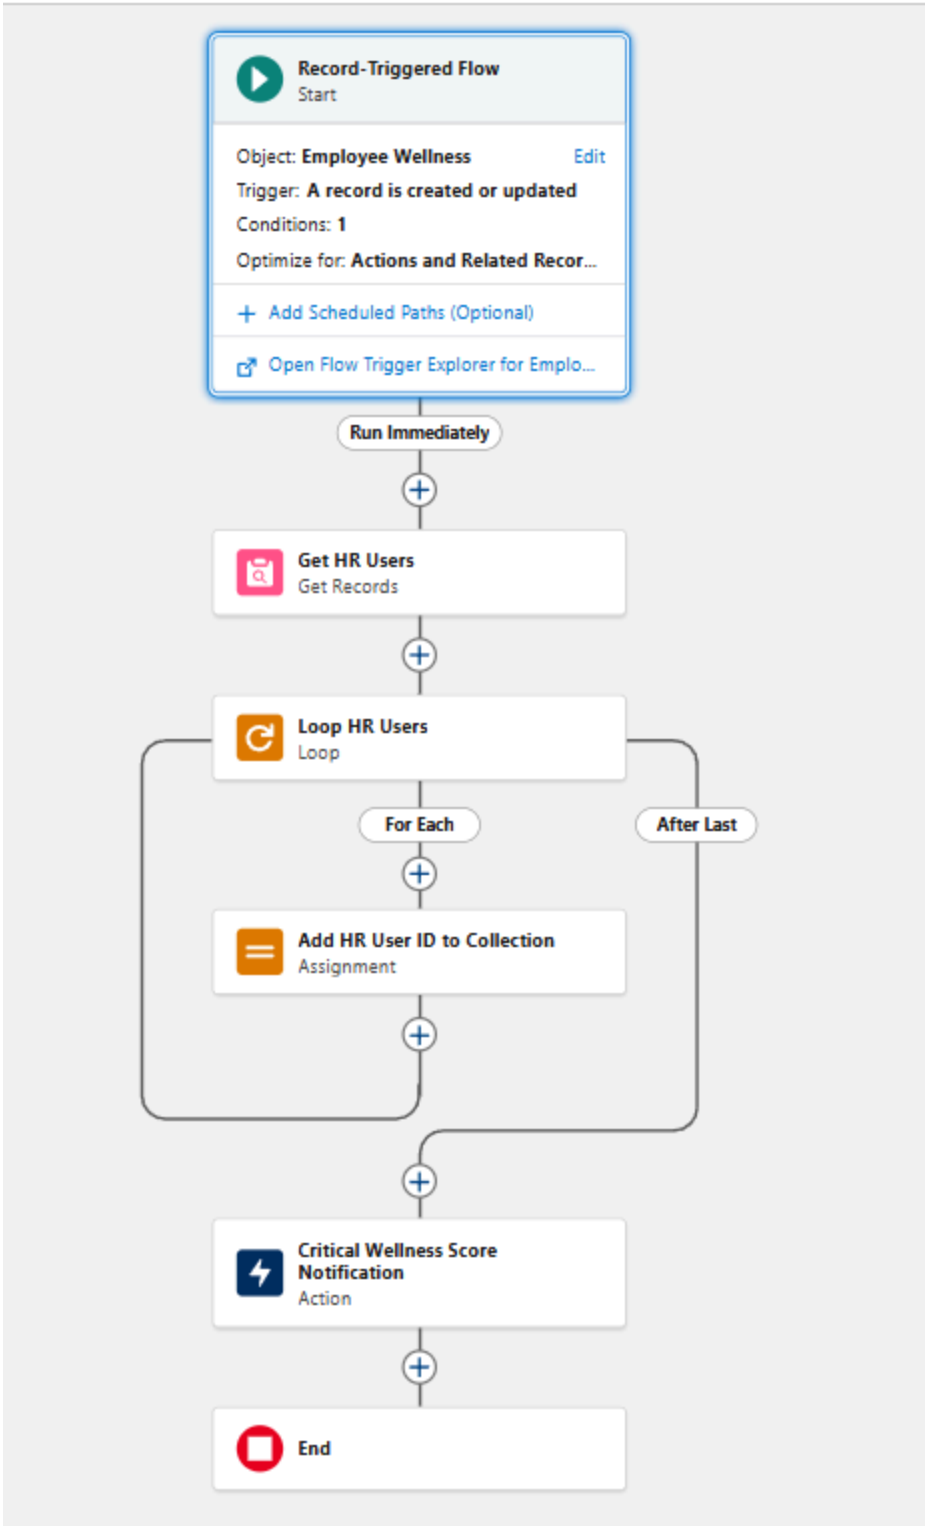 Record-Triggered Flow
Start
Object: Employee Wellness Edit
Trigger: A record is created or updated
Conditions: 1
Optimize for: Actions and Related Recor...
Add Scheduled Paths (Optional)
Open Flow Trigger Explorer for Emplo...
Run Immediately
Get HR Users
Get Records
Loop HR Users
Loop
For Each
After Last
Add HR User ID to Collection
Assignment
Critical Wellness Score
Notification
Action
End